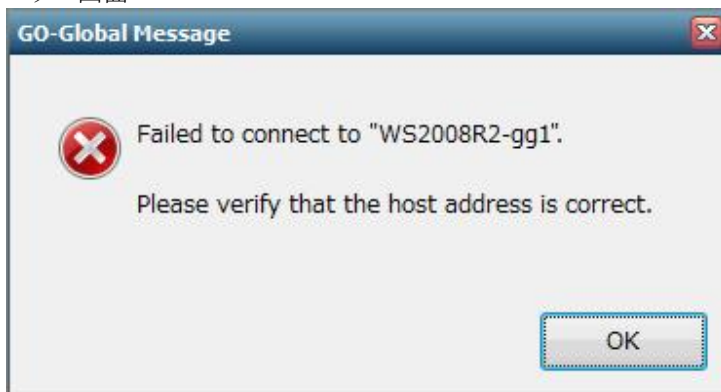 GO-Global Message
Failed to connect to "WS2008R2-gg1".
Please verify that the host address is correct.
OK